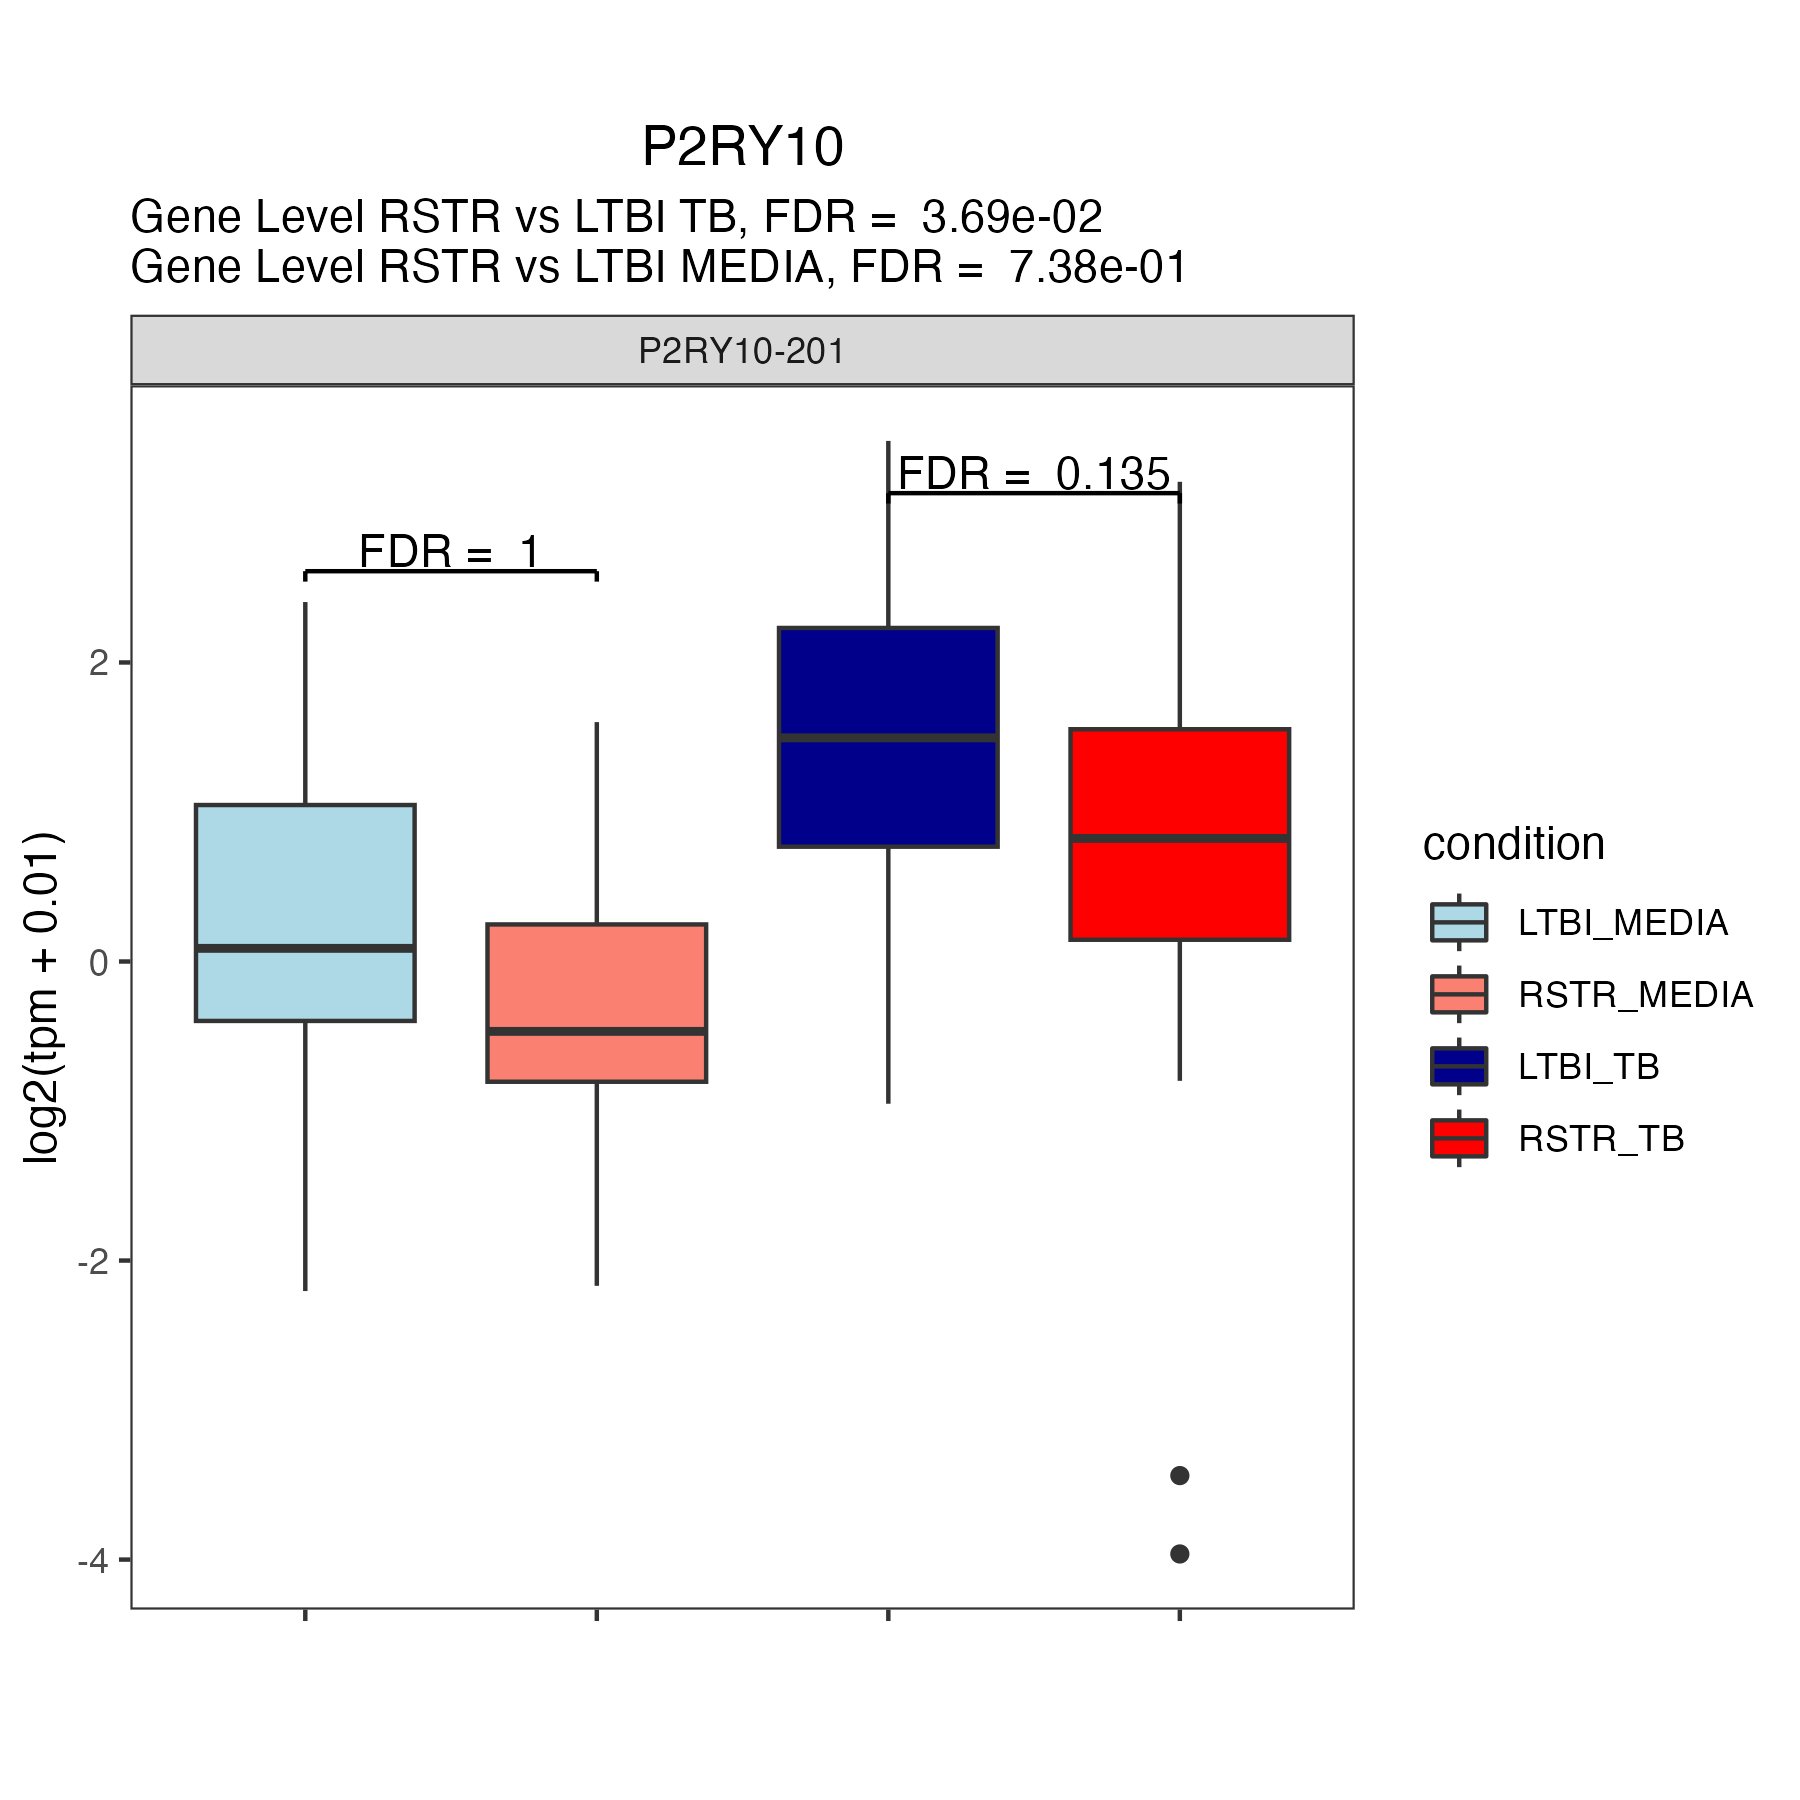 P2RY10
Gene Level RSTR vs LTBI TB, FDR = 3.69e-02
Gene Level RSTR vs LTBI MEDIA, FDR = 7.38e-01
P2RY10-201
FDR = 0.135
FDR = 1
2
0
-2
-4
log2(tpm + 0.01)
condition
LTBI_MEDIA
RSTR_MEDIA
LTBI_TB
RSTR_TB